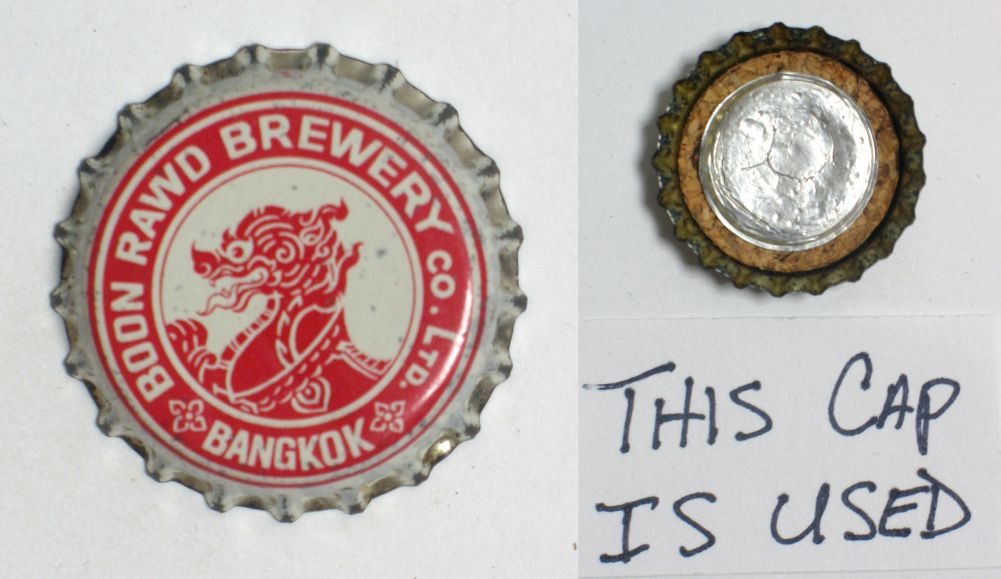 BOON RAWD BREWERY CO. LTD.
BANGKOK
THIS CAP
IS USED